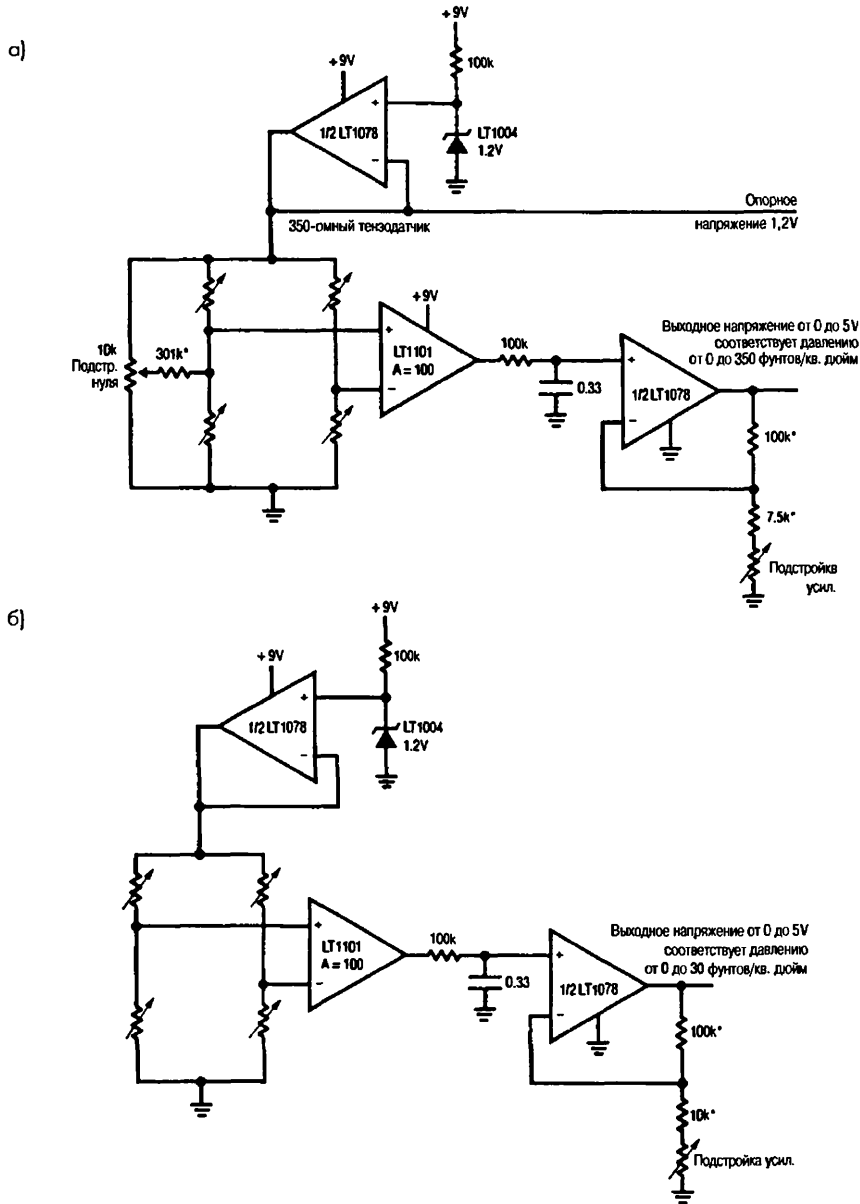 а)
+9V
100k
+9V
+
1/2 LT1078
−
LT1004
1.2V
Опорное
напряжение 1,2V
350-омный тензодатчик
+9V
10k
Подстр.
нуля
301k*
+
LT1101
A = 100
−
100k
0.33
Выходное напряжение от 0 до 5V
соответствует давлению
от 0 до 350 фунтов/кв. дюйм
+
1/2 LT1078
−
100k*
7.5k*
Подстройкв
усил.
б)
+9V
100k
+9V
+
1/2 LT1078
−
LT1004
1.2V
+
LT1101
A = 100
−
100k
0.33
Выходное напряжение от 0 до 5V
соответствует давлению
от 0 до 30 фунтов/кв. дюйм
+
1/2 LT1078
−
100k*
10k*
Подстройка усил.